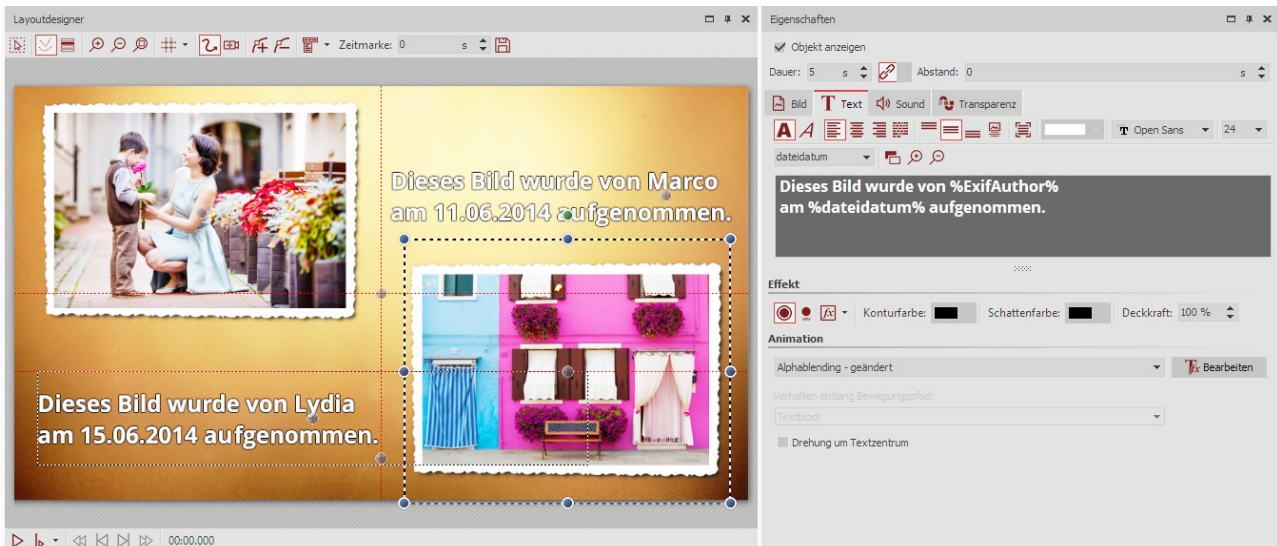 Layoutdesigner
Zeitmarke: 0 s
Dieses Bild wurde von Marco
am 11.06.2014 aufgenommen.
Dieses Bild wurde von Lydia
am 15.06.2014 aufgenommen.
00:00.000
Eigenschaften
Objekt anzeigen
Dauer: 5 s Abstand: 0 s
Bild T Text Sound Transparenz
A A Open Sans 24
dateidatum
Dieses Bild wurde von %ExifAuthor%
am %dateidatum% aufgenommen.
Effekt
fx Konturfarbe: Schattenfarbe: Deckkraft: 100 %
Animation
Alphablending - geändert Bearbeiten
Verhalten entlang Bewegungspfad:
Textblock
Drehung um Textzentrum